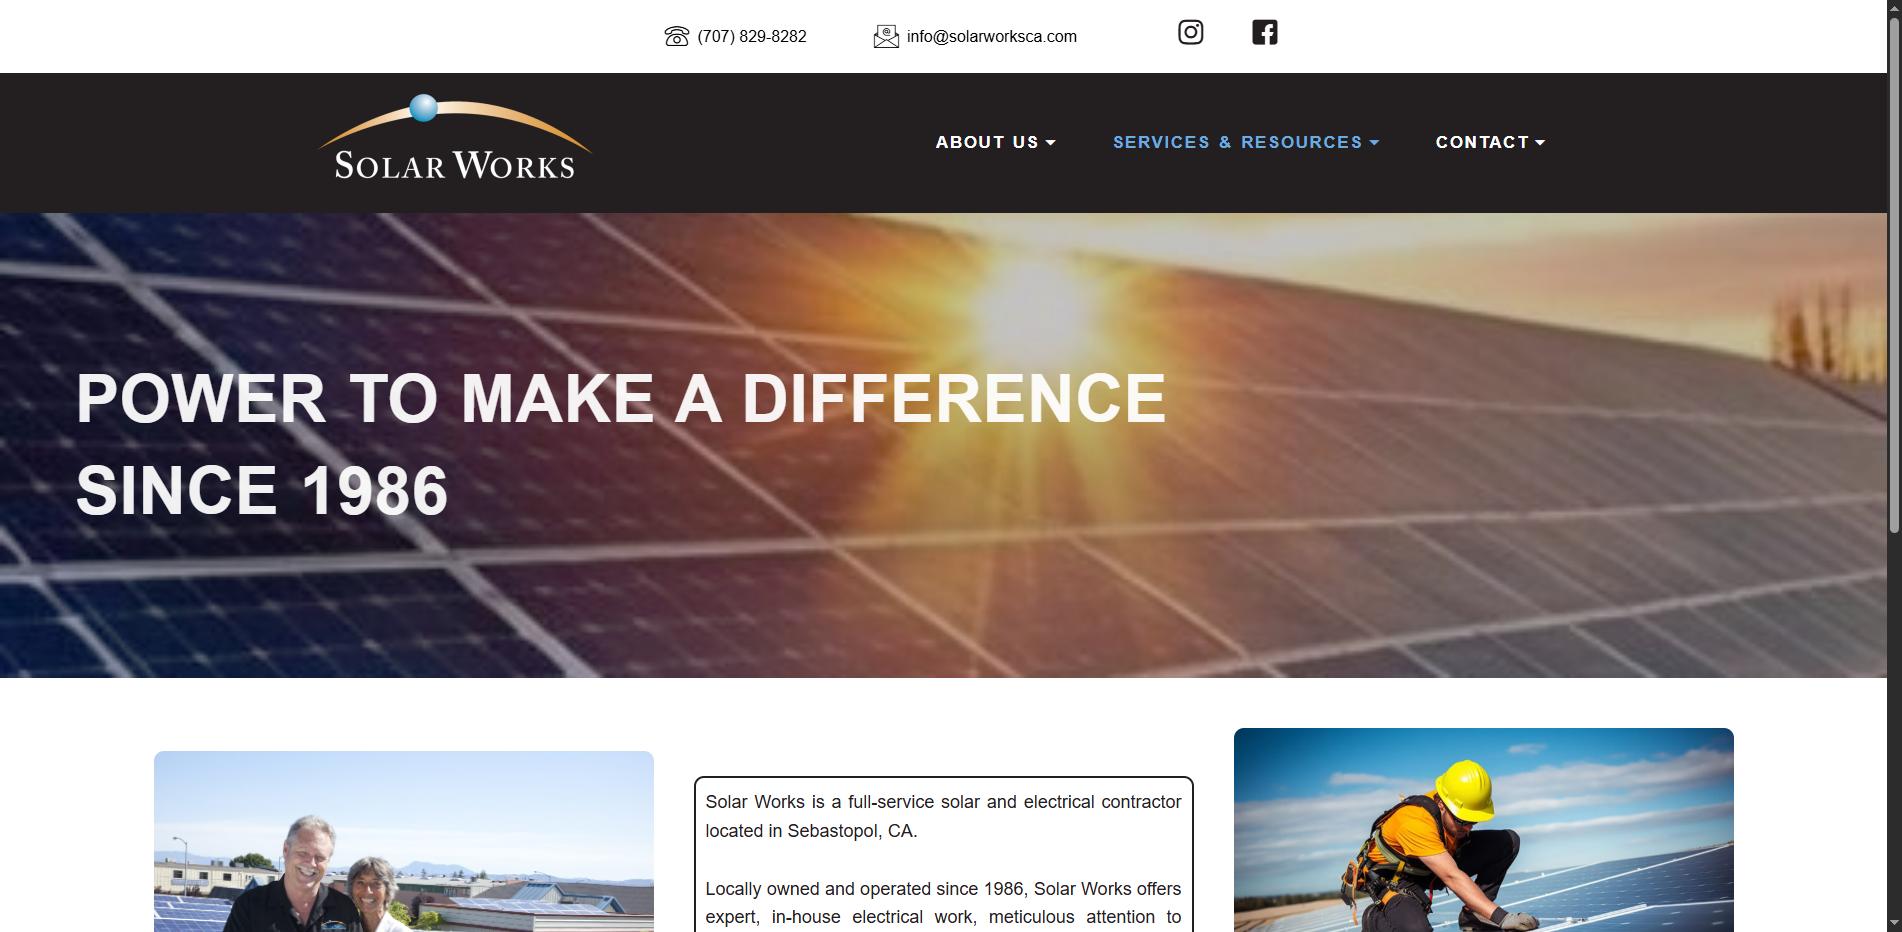 (707) 829-8282
info@solarworksca.com
SOLAR WORKS
ABOUT US
SERVICES & RESOURCES
CONTACT
POWER TO MAKE A DIFFERENCE
SINCE 1986
Solar Works is a full-service solar and electrical contractor
located in Sebastopol, CA.
Locally owned and operated since 1986, Solar Works offers
expert, in-house electrical work, meticulous attention to